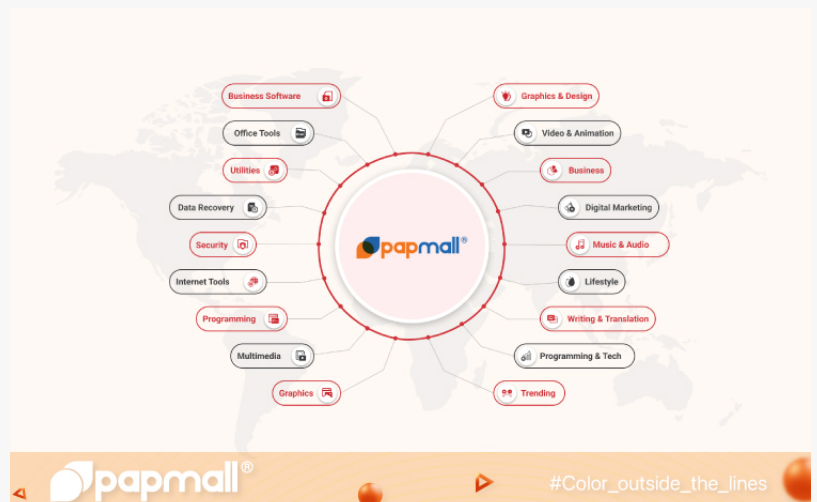 Business Software
Office Tools
Utilities
Data Recovery
Security
Internet Tools
Programming
Multimedia
Graphics
papmall®
Graphics & Design
Video & Animation
Business
Digital Marketing
Music & Audio
Lifestyle
Writing & Translation
Programming & Tech
Trending
papmall®
#Color_outside_the_lines